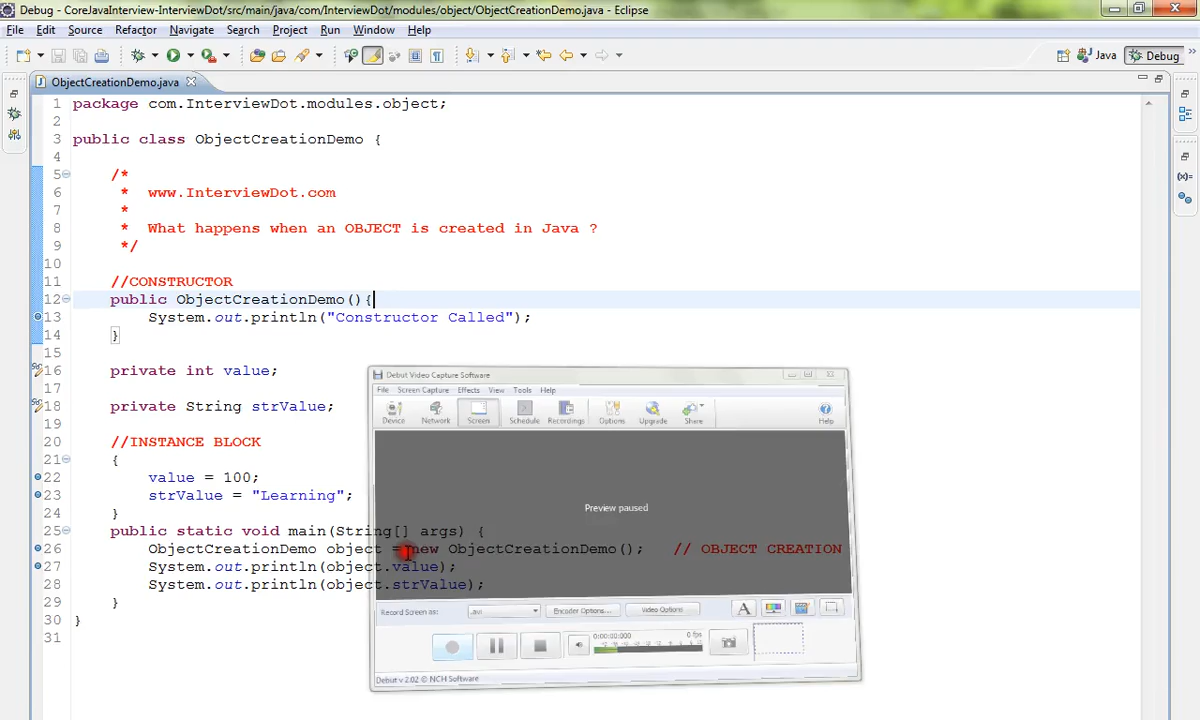 Debug - CoreJavaInterview-InterviewDot/src/main/java/com/InterviewDot/modules/object/ObjectCreationDemo.java - Eclipse
File Edit Source Refactor Navigate Search Project Run Window Help
Java Debug
ObjectCreationDemo.java
1 package com.InterviewDot.modules.object;
2
3 public class ObjectCreationDemo {
4
5 /*
6 * www.InterviewDot.com
7 *
8 * What happens when an OBJECT is created in Java ?
9 */
10
11 //CONSTRUCTOR
12 public ObjectCreationDemo(){
13 System.out.println("Constructor Called");
14 }
15
16 private int value;
17
18 private String strValue;
19
20 //INSTANCE BLOCK
21 {
22 value = 100;
23 strValue = "Learning";
24 }
25 public static void main(String[] args) {
26 ObjectCreationDemo object = new ObjectCreationDemo(); // OBJECT CREATION
27 System.out.println(object.value);
28 System.out.println(object.strValue);
29 }
30 }
31
Debut Video Capture Software
File Screen Capture Effects View Tools Help
Device Network Screen Schedule Recordings Options Upgrade Share Help
Preview paused
Record Screen as: .avi Encoder Options... Video Options
A
0:00:00:000 0 fps
Debut v 2.02 © NCH Software